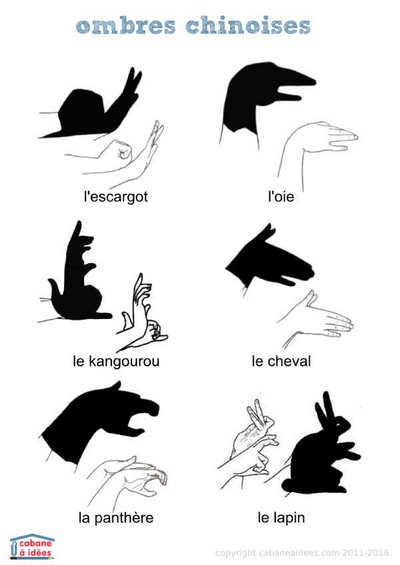 ombres chinoises
l'escargot
l'oie
le kangourou
le cheval
la panthère
le lapin
cabane
à idées
copyright cabaneaidees.com 2011-2016